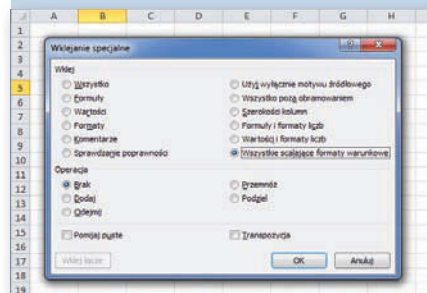 A B C D E F G H
1
2
3
4
5
6
7
8
9
10
11
12
13
14
15
16
17
18
19
Wklejanie specjalne
Wklej
Wszystko
Formuły
Wartości
Formaty
Komentarze
Sprawdzanie poprawności
Użyj wyłącznie motywu źródłowego
Wszystko poza obramowaniem
Szerokości kolumn
Formuły i formaty liczb
Wartości i formaty liczb
Wszystkie scalające formaty warunkowe
Operacja
Brak
Dodaj
Odejmij
Przemnóż
Podziel
Pomijaj puste
Transpozycja
Wklej łącze
OK
Anuluj